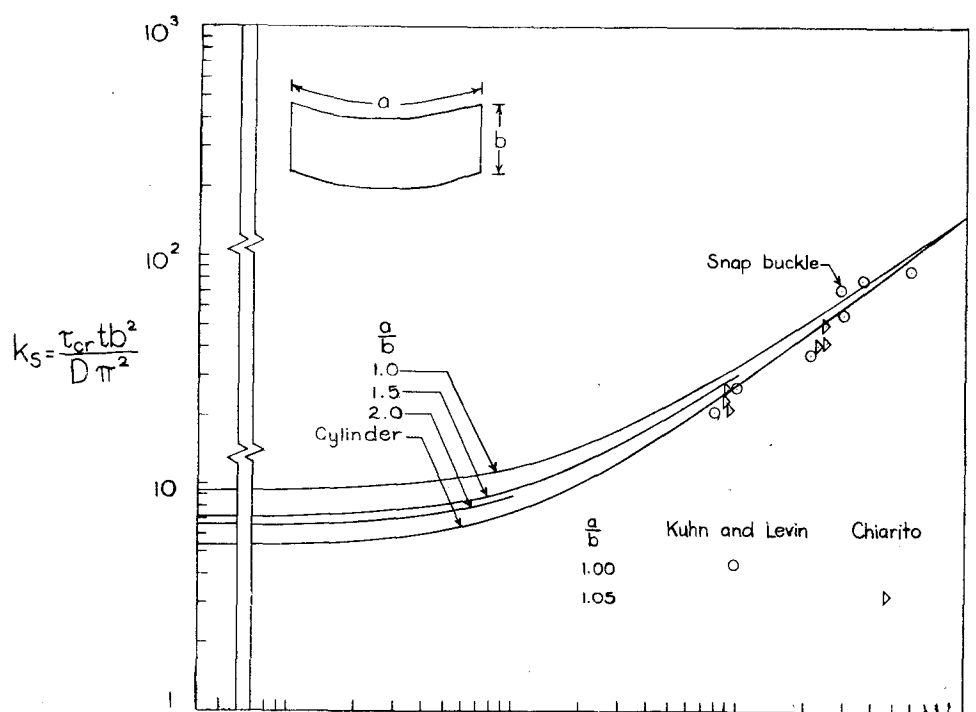 10³
a
b
10²
Snap buckle
k_S = τ_cr tb² / D π²
a/b
1.0
1.5
2.0
Cylinder
10
a/b Kuhn and Levin Chiarito
1.00
1.05
1